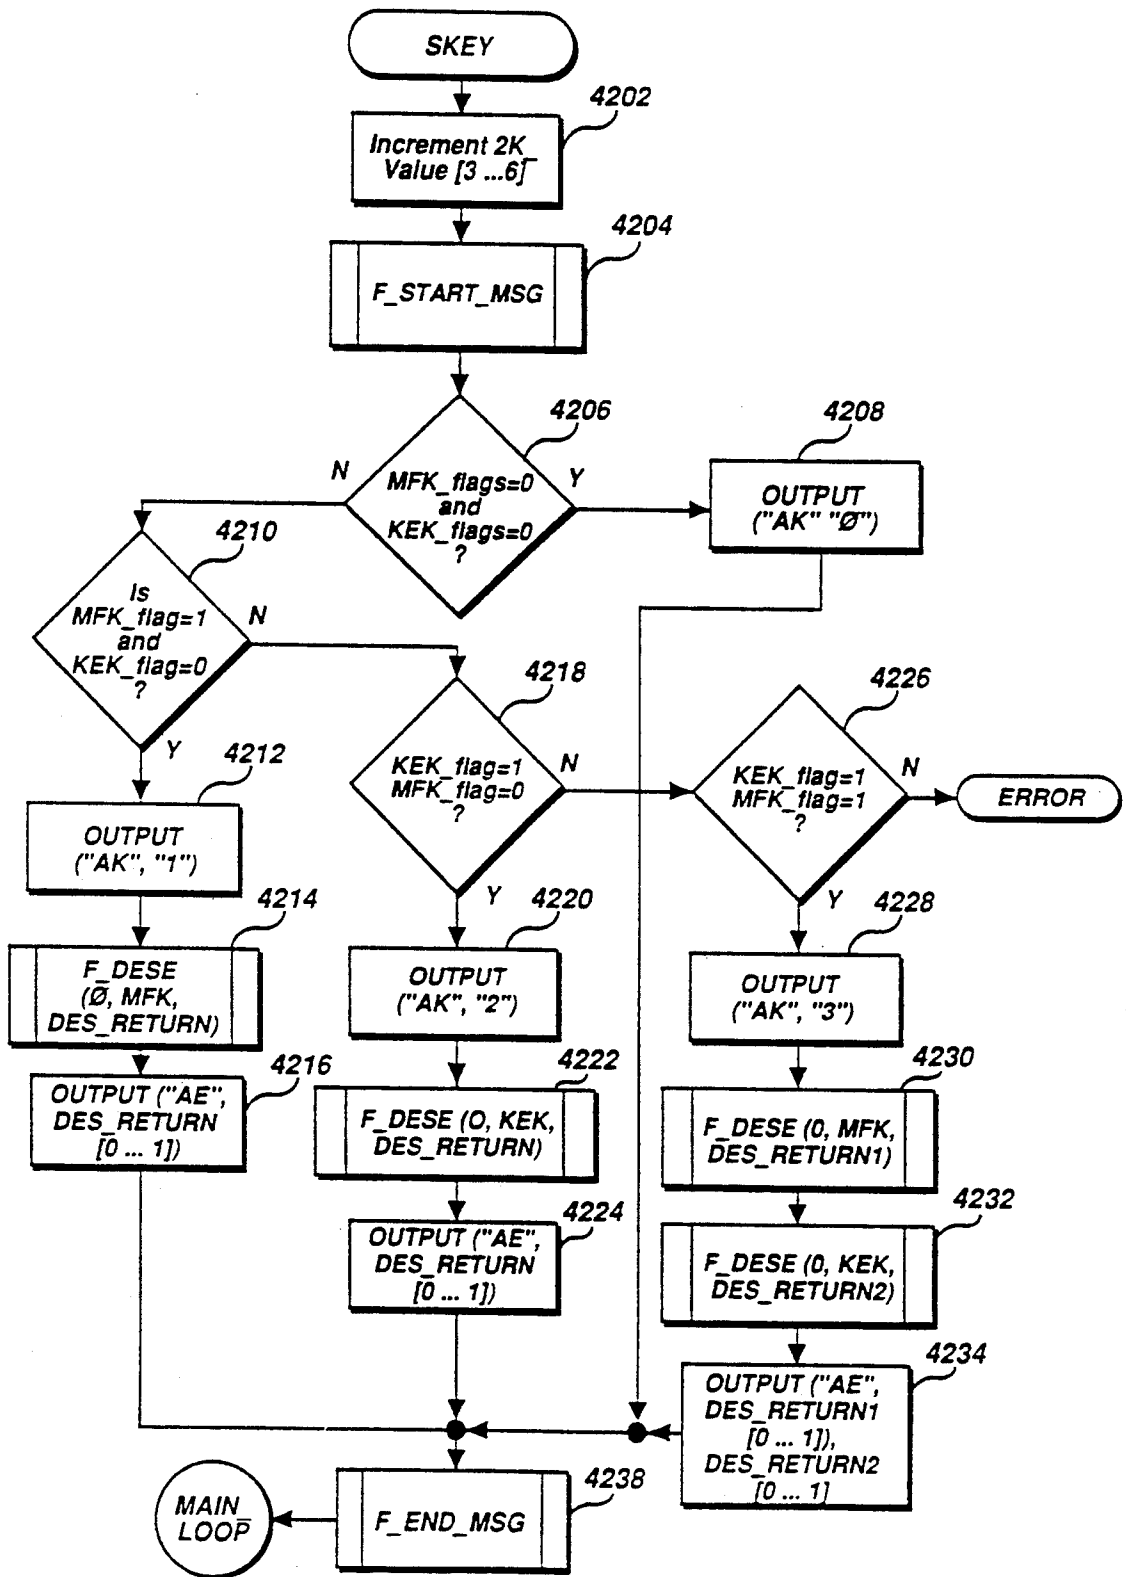 SKEY
4202
Increment 2K_
Value [3 ...6]
4204
F_START_MSG
4206
N
Y
MFK_flags=0
and
KEK_flags=0
?
4208
OUTPUT
("AK" "Ø")
4210
Is
MFK_flag=1
and
KEK_flag=0
?
N
Y
4218
KEK_flag=1
MFK_flag=0
?
N
Y
4226
KEK_flag=1
MFK_flag=1
?
N
Y
ERROR
4212
OUTPUT
("AK", "1")
4214
F_DESE
(Ø, MFK,
DES_RETURN)
4216
OUTPUT ("AE",
DES_RETURN
[0 ... 1])
4220
OUTPUT
("AK", "2")
4222
F_DESE (O, KEK,
DES_RETURN)
4224
OUTPUT ("AE",
DES_RETURN
[0 ... 1])
4228
OUTPUT
("AK", "3")
4230
F_DESE (0, MFK,
DES_RETURN1)
4232
F_DESE (0, KEK,
DES_RETURN2)
4234
OUTPUT ("AE",
DES_RETURN1
[0 ... 1]),
DES_RETURN2
[0 ... 1]
4238
F_END_MSG
MAIN_
LOOP